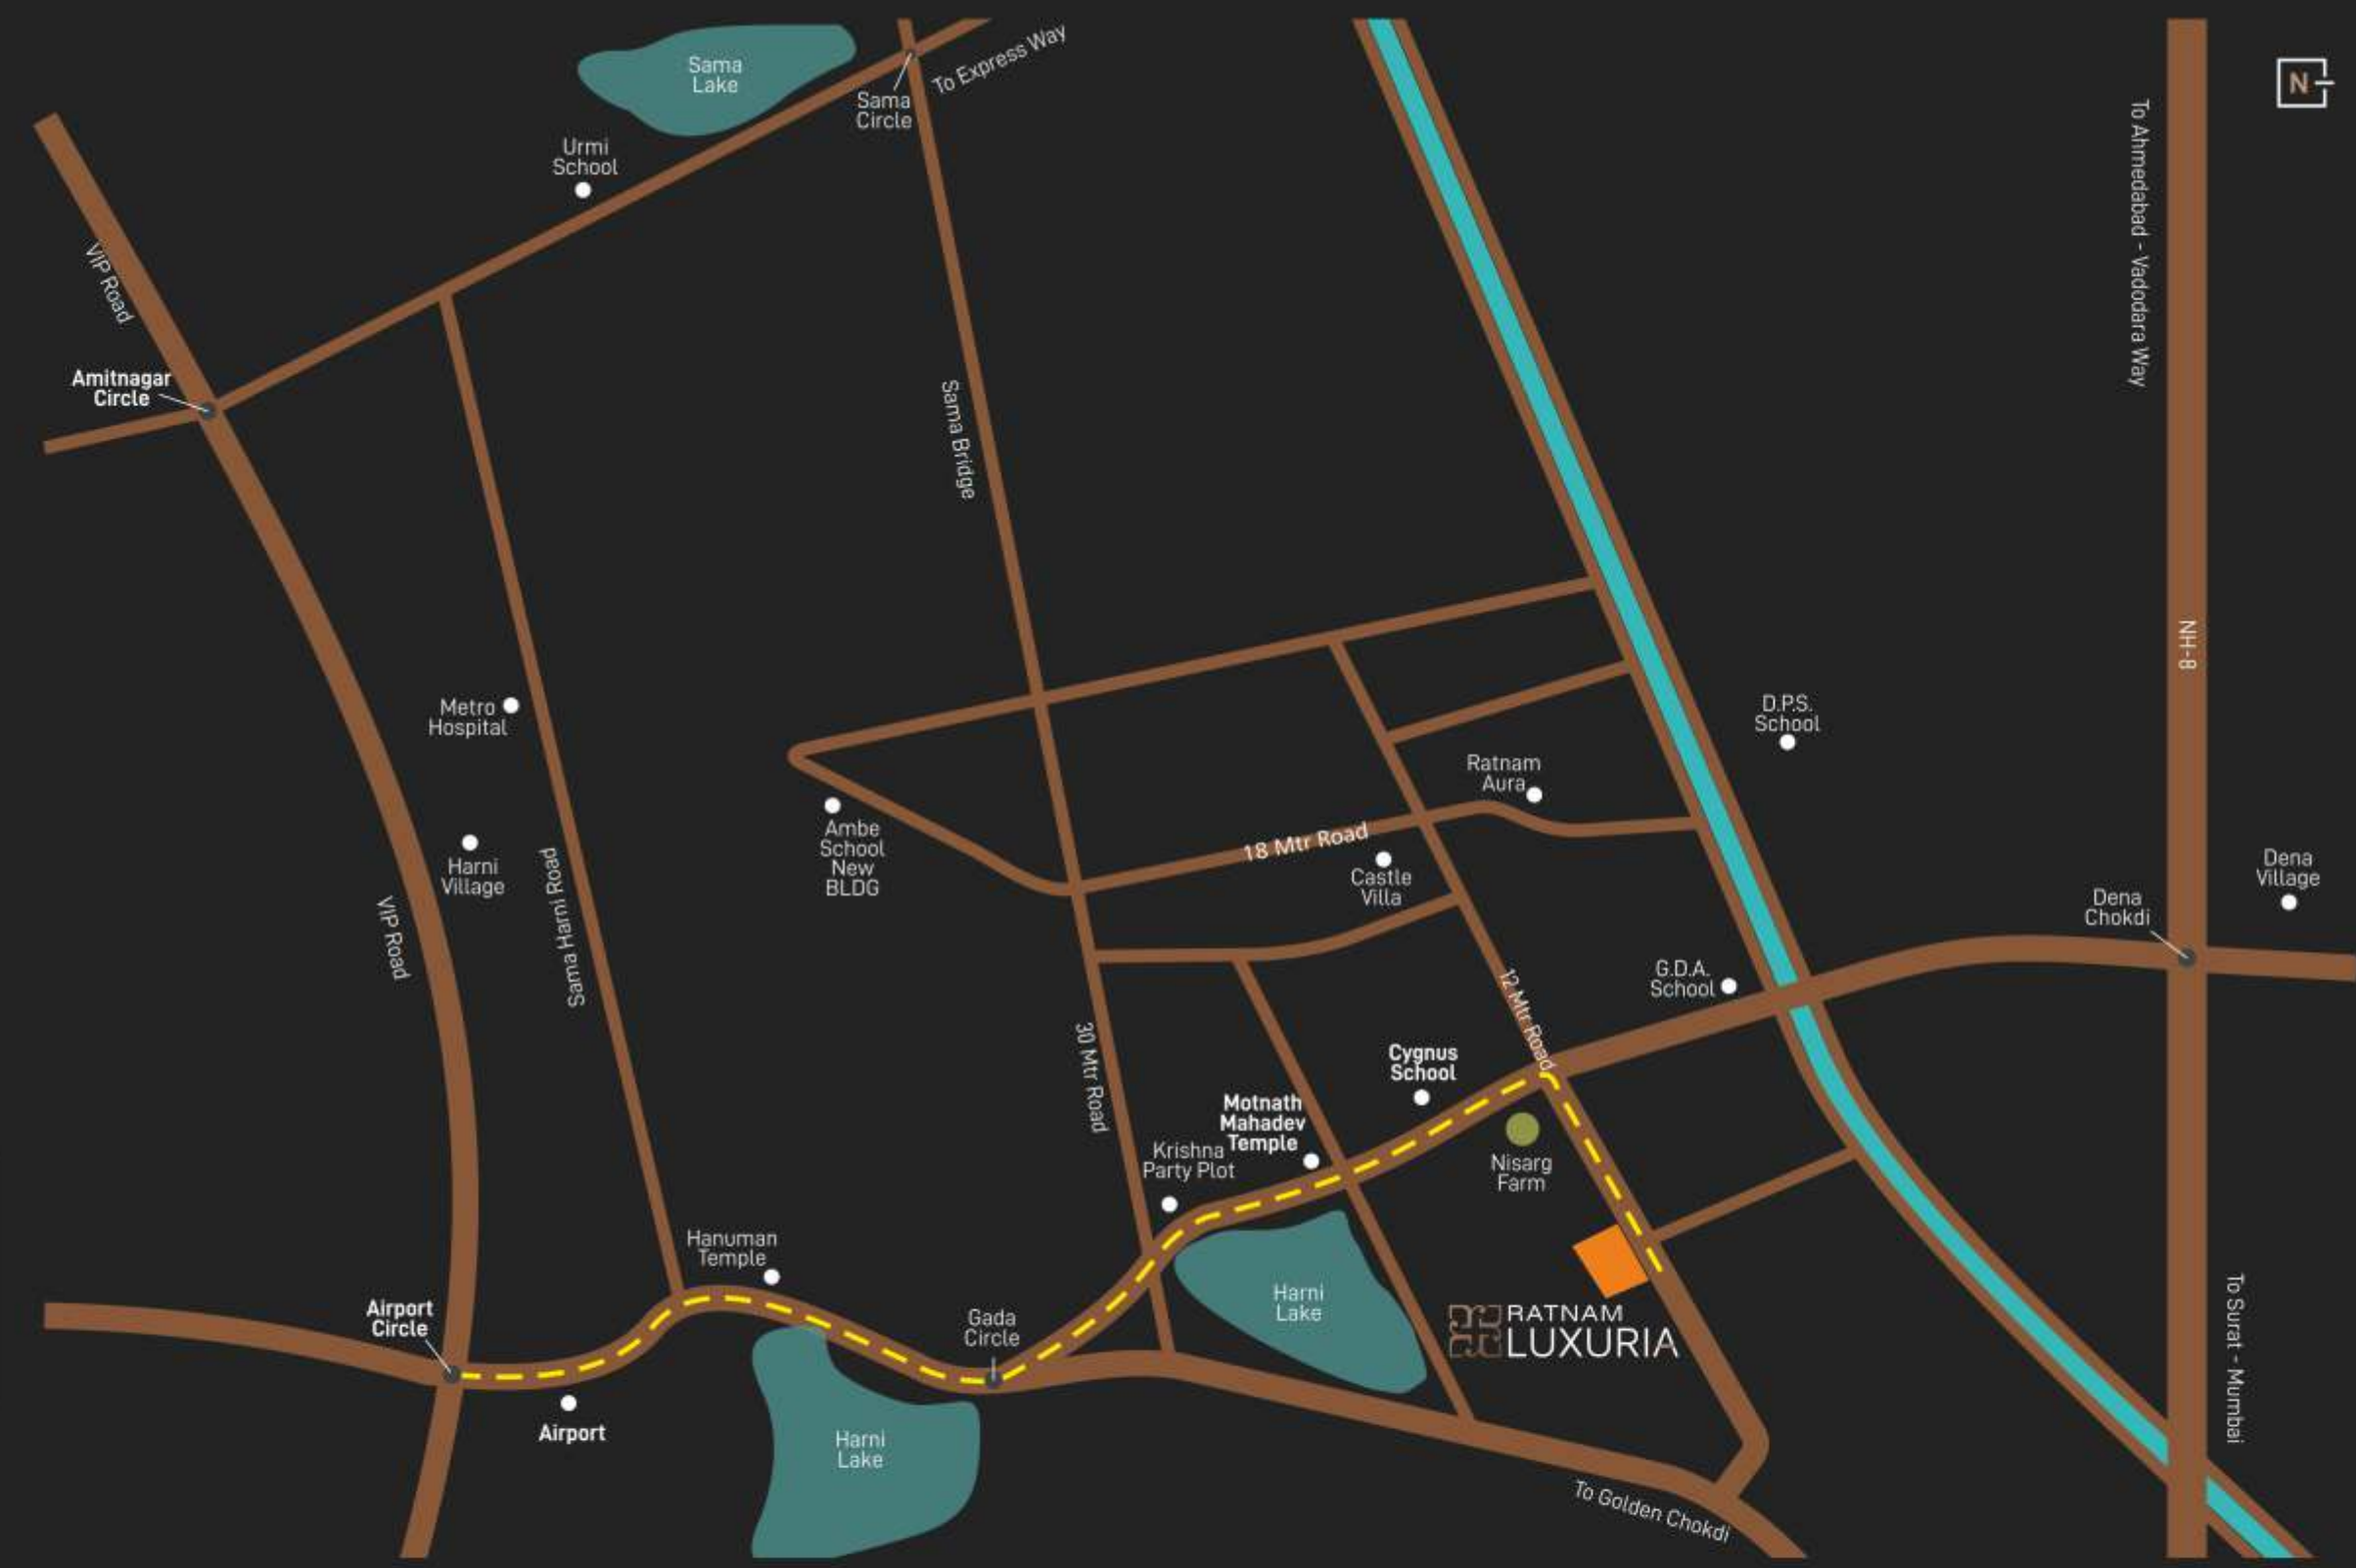 Sama
Lake
To Express Way
Sama
Circle
N
To Ahmedabad - Vadodara Way
Urmi
School
VIP Road
Amitnagar
Circle
Sama Bridge
NH-8
Metro
Hospital
D.P.S.
School
Ratnam
Aura
Ambe
School
New
BLDG
18 Mtr Road
Castle
Villa
Harni
Village
VIP Road
Sama Harni Road
Dena
Village
Dena
Chokdi
G.D.A.
School
12 Mtr Road
30 Mtr Road
Cygnus
School
Motnath
Mahadev
Temple
Krishna
Party Plot
Nisarg
Farm
Hanuman
Temple
Airport
Circle
Gada
Circle
Harni
Lake
RATNAM
LUXURIA
To Surat - Mumbai
Airport
Harni
Lake
To Golden Chokdi